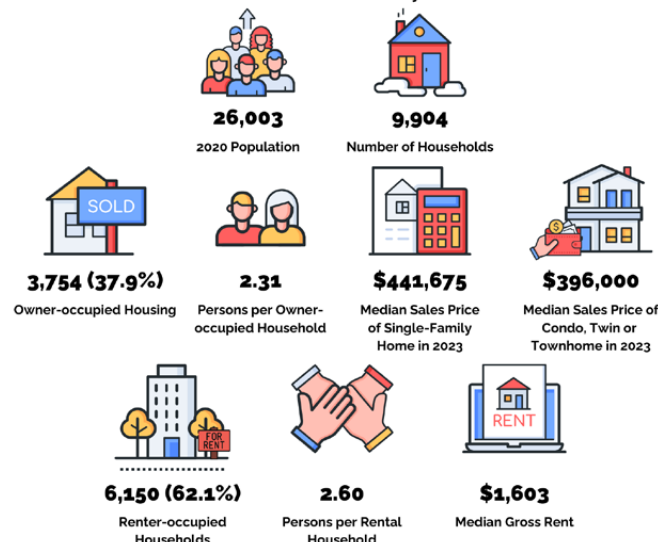 26,003
2020 Population
9,904
Number of Households
SOLD
3,754 (37.9%)
Owner-occupied Housing
2.31
Persons per Owner-
occupied Household
$441,675
Median Sales Price
of Single-Family
Home in 2023
$
$396,000
Median Sales Price of
Condo, Twin or
Townhome in 2023
FOR
RENT
6,150 (62.1%)
Renter-occupied
Households
2.60
Persons per Rental
Household
RENT
$1,603
Median Gross Rent